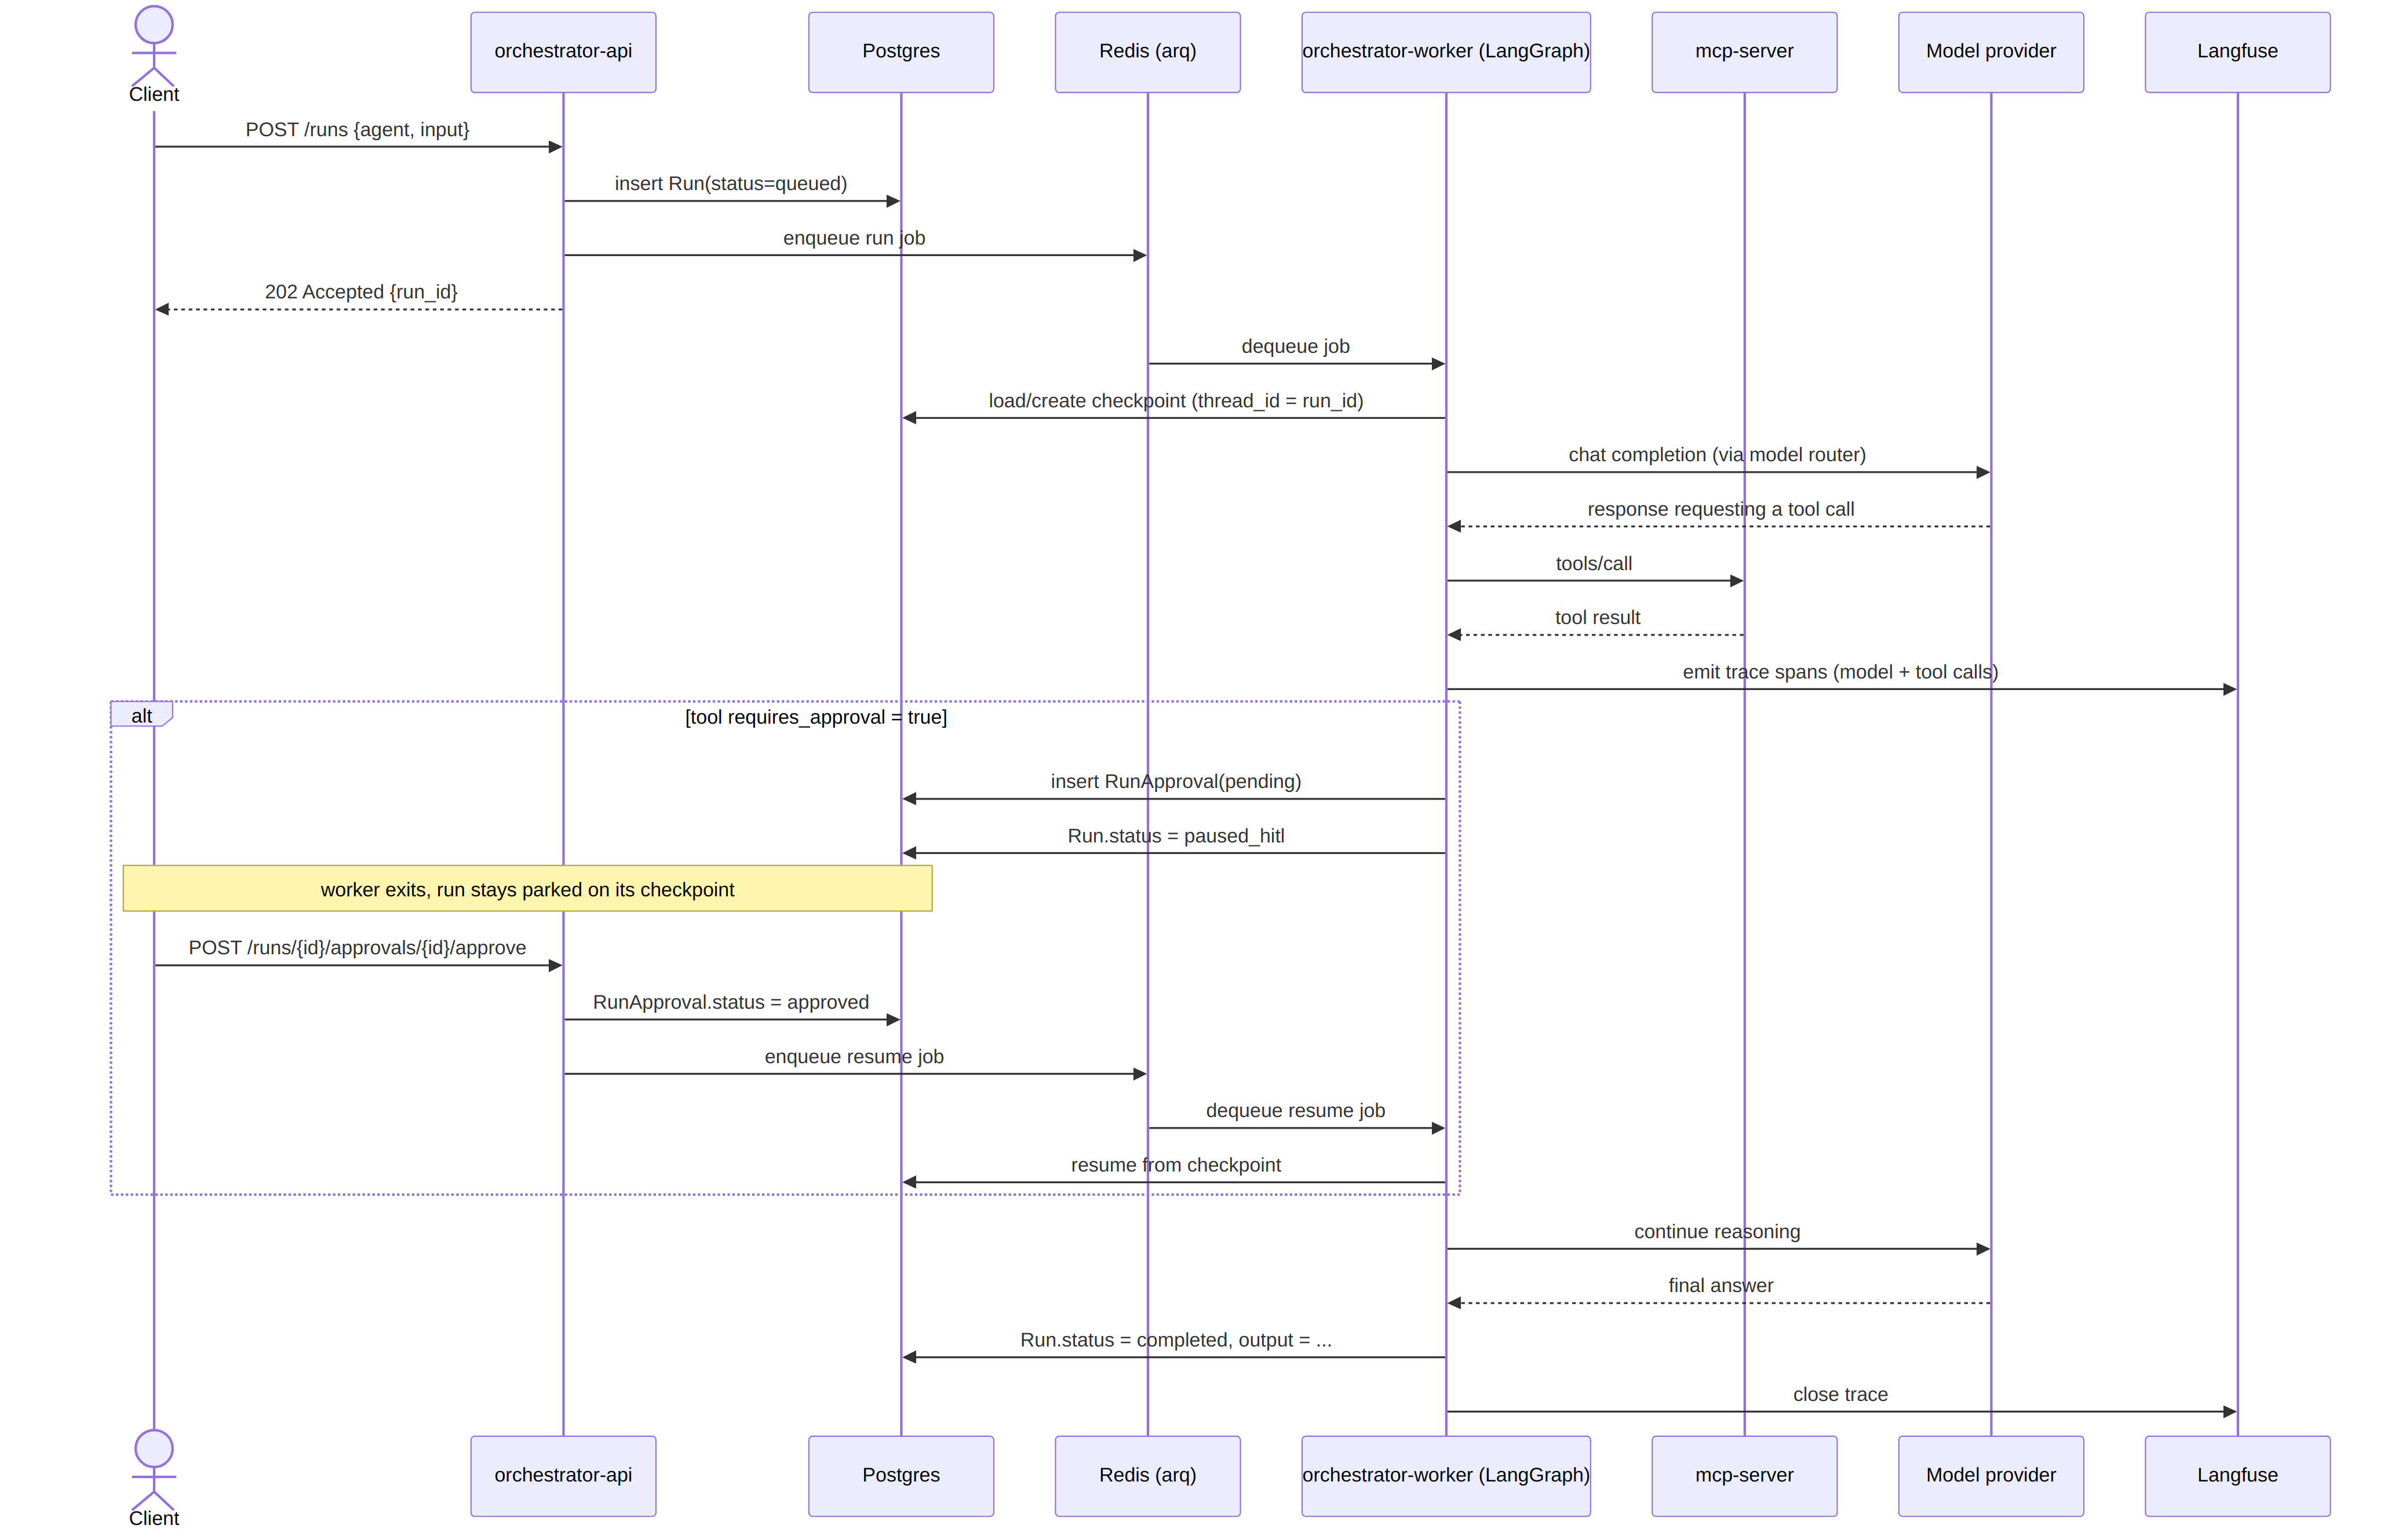 Client
orchestrator-api
Postgres
Redis (arq)
orchestrator-worker (LangGraph)
mcp-server
Model provider
Langfuse
POST /runs {agent, input}
insert Run(status=queued)
enqueue run job
202 Accepted {run_id}
dequeue job
load/create checkpoint (thread_id = run_id)
chat completion (via model router)
response requesting a tool call
tools/call
tool result
emit trace spans (model + tool calls)
alt
[tool requires_approval = true]
insert RunApproval(pending)
Run.status = paused_hitl
worker exits, run stays parked on its checkpoint
POST /runs/{id}/approvals/{id}/approve
RunApproval.status = approved
enqueue resume job
dequeue resume job
resume from checkpoint
continue reasoning
final answer
Run.status = completed, output = ...
close trace
Client
orchestrator-api
Postgres
Redis (arq)
orchestrator-worker (LangGraph)
mcp-server
Model provider
Langfuse